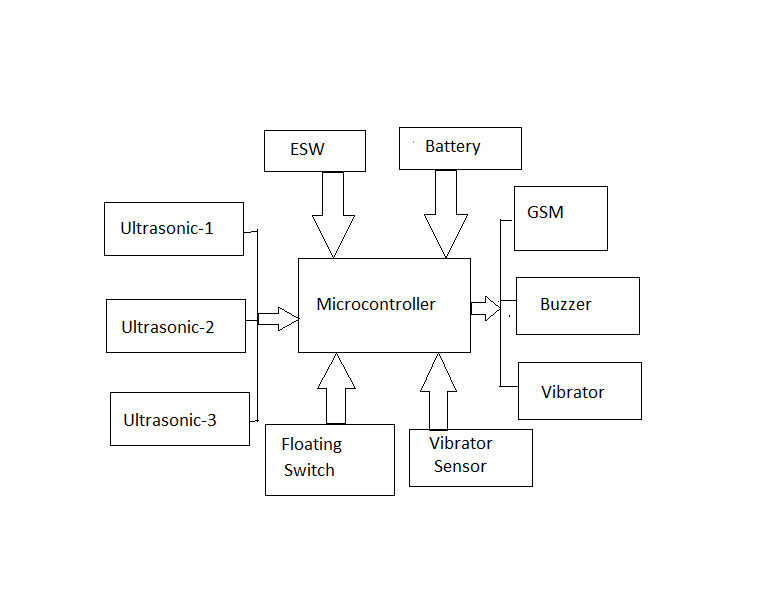 ESW
Battery
Ultrasonic-1
GSM
Ultrasonic-2
Microcontroller
Buzzer
Ultrasonic-3
Vibrator
Floating
Switch
Vibrator
Sensor